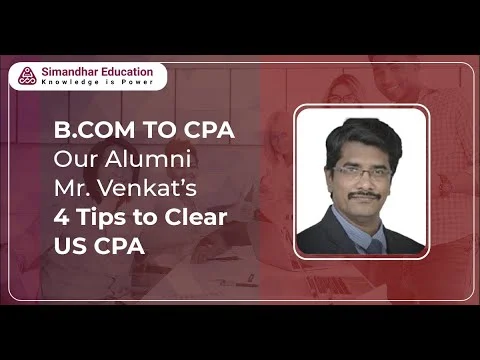 Simandhar Education
Knowledge is Power
B.COM TO CPA
Our Alumni
Mr. Venkat's
4 Tips to Clear
US CPA